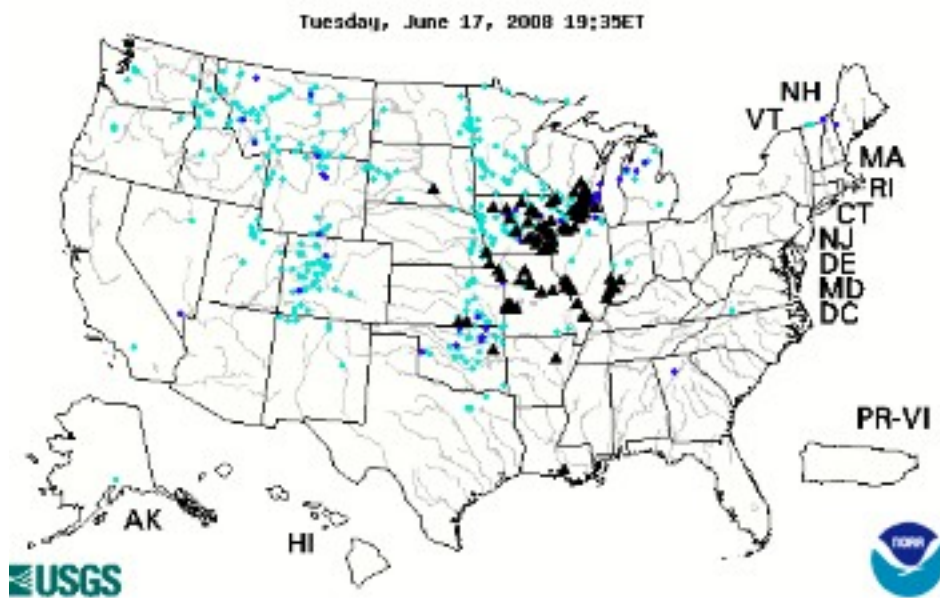 Tuesday, June 17, 2008 19:35ET
NH
VT
MA
RI
CT
NJ
DE
MD
DC
PR-VI
AK
HI
USGS
NOAA